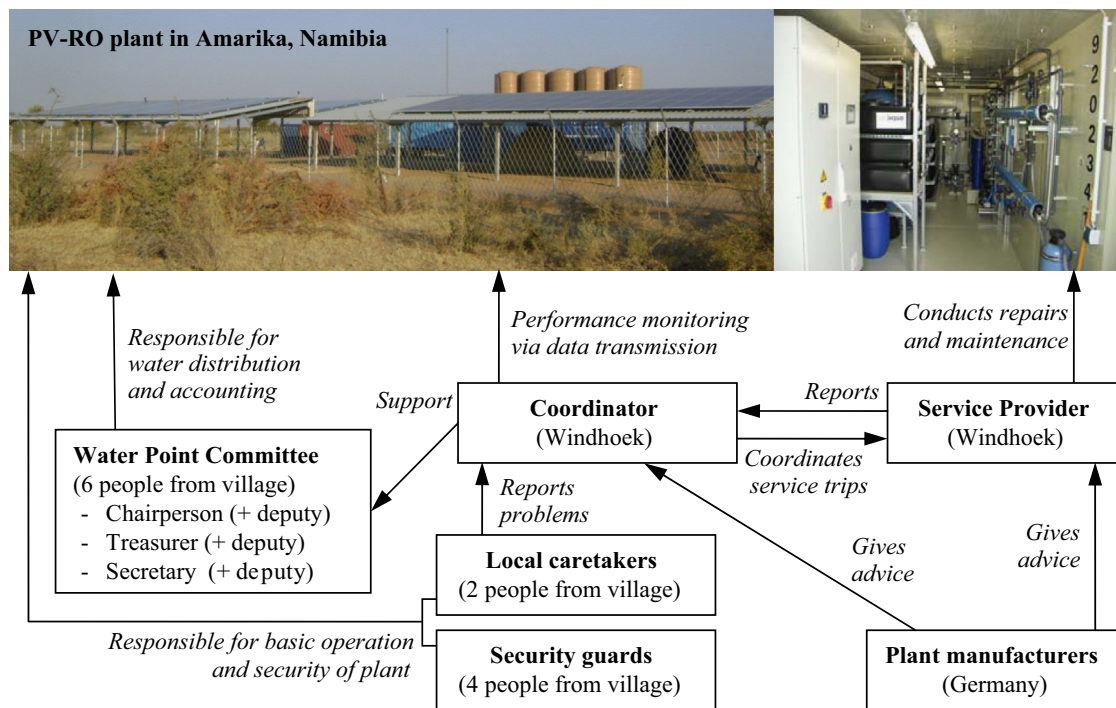 PV-RO plant in Amarika, Namibia
9
2
0
2
3
4
Responsible for
water distribution
and accounting
Performance monitoring
via data transmission
Conducts repairs
and maintenance
Support
Coordinator
(Windhoek)
Reports
Service Provider
(Windhoek)
Water Point Committee
(6 people from village)
- Chairperson (+ deputy)
- Treasurer (+ deputy)
- Secretary (+ deputy)
Coordinates
service trips
Reports
problems
Local caretakers
(2 people from village)
Gives
advice
Gives
advice
Responsible for basic operation
and security of plant
Security guards
(4 people from village)
Plant manufacturers
(Germany)